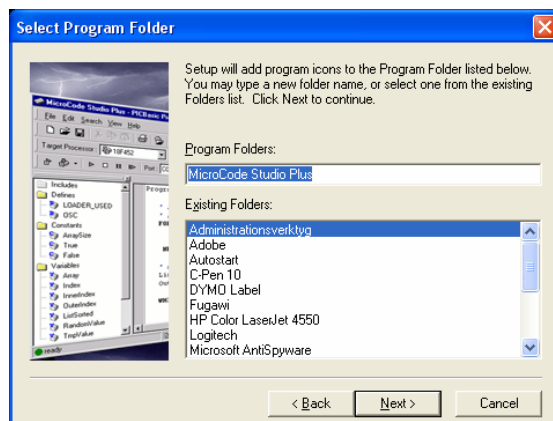 Select Program Folder
Setup will add program icons to the Program Folder listed below.
You may type a new folder name, or select one from the existing
Folders list. Click Next to continue.
Program Folders:
MicroCode Studio Plus
Existing Folders:
Administrationsverktyg
Adobe
Autostart
C-Pen 10
DYMO Label
Fugawi
HP Color LaserJet 4550
Logitech
Microsoft AntiSpyware
MicroCode Studio Plus - PICBasic
File Edit Search View Help
Target Processor: 18F452
Port:
Includes
Defines
LOADER_USED
OSC
Constants
ArraySize
True
False
Variables
Array
Index
InnerIndex
OuterIndex
ListSorted
RandomValue
TmpValue
ready
< Back
Next >
Cancel